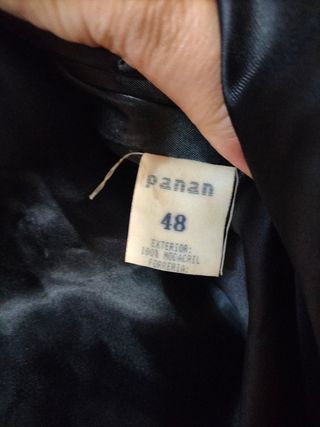 panan
48
EXTERIOR:
100% MODACRIL
FORRERIA: